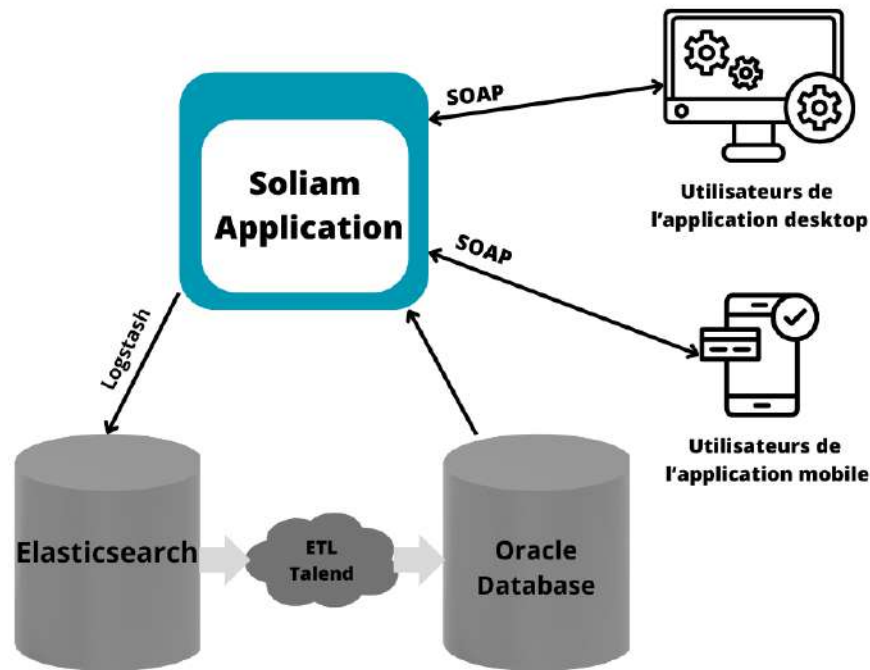 SOAP
Soliam
Application
Utilisateurs de
l'application desktop
SOAP
Logstash
Utilisateurs de
l'application mobile
Elasticsearch
ETL
Talend
Oracle
Database